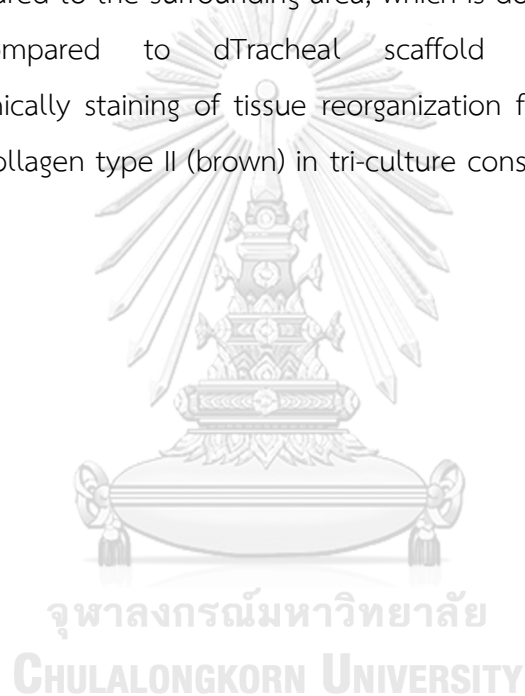 ared to the surrounding area, which is de
ompared to dTracheal scaffold
nically staining of tissue reorganization f
ollagen type II (brown) in tri-culture cons
จุฬาลงกรณ์มหาวิทยาลัย
CHULALONGKORN UNIVERSITY